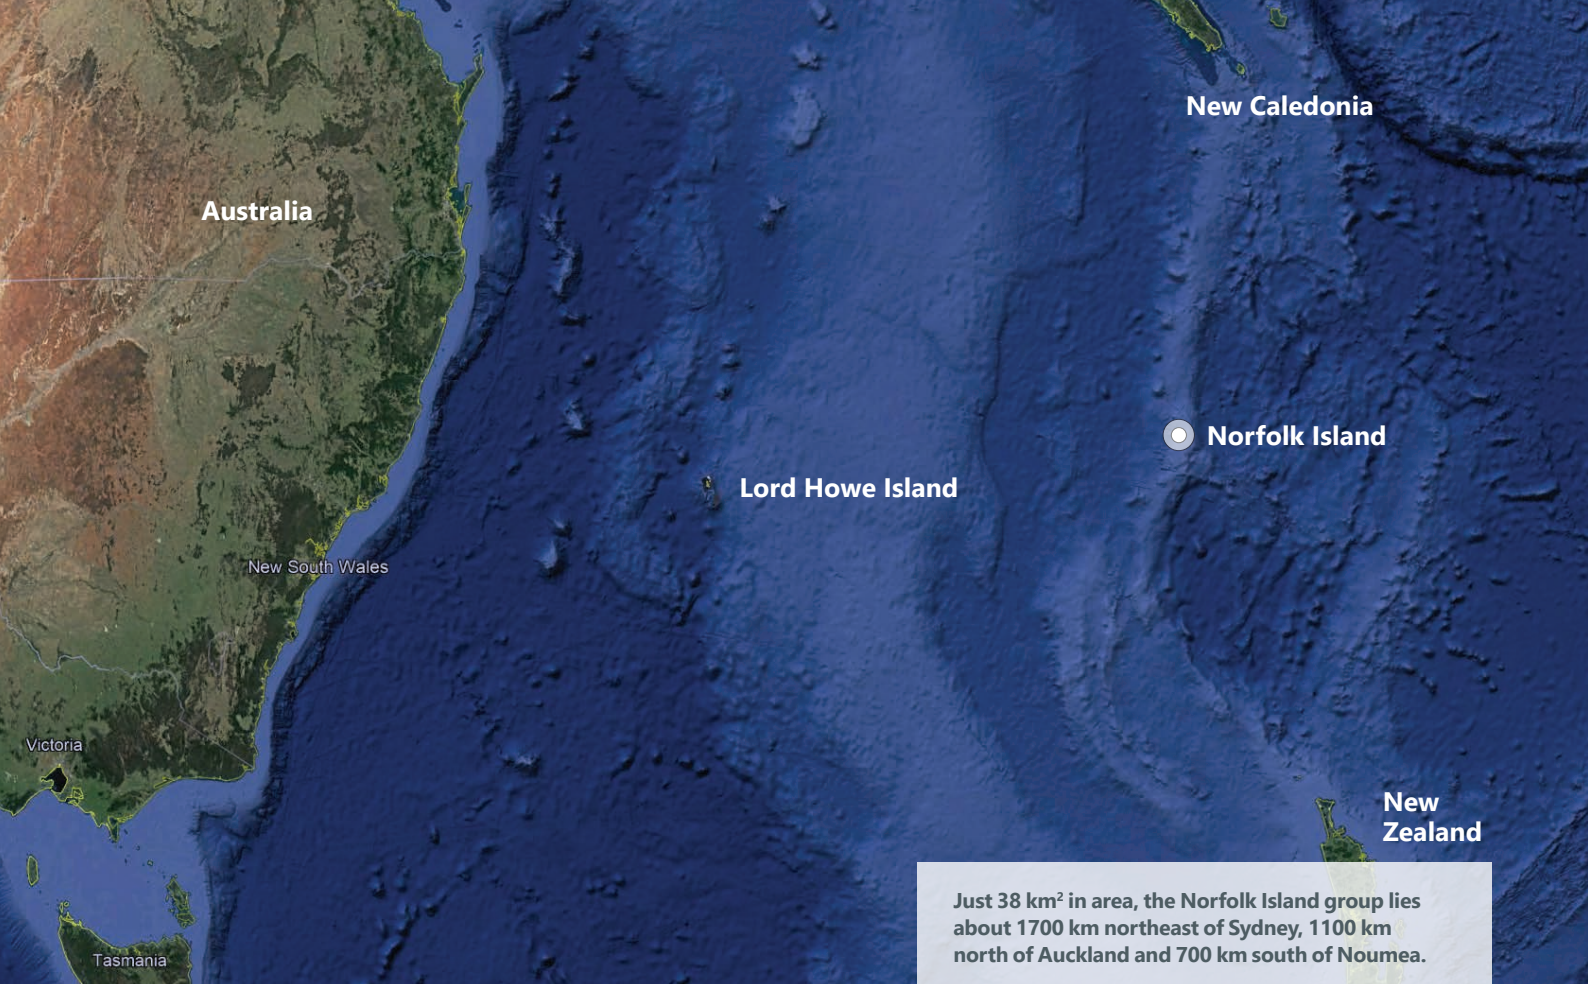 New Caledonia
Australia
Norfolk Island
Lord Howe Island
New South Wales
Victoria
New
Zealand
Just 38 km² in area, the Norfolk Island group lies
about 1700 km northeast of Sydney, 1100 km
north of Auckland and 700 km south of Noumea.
Tasmania